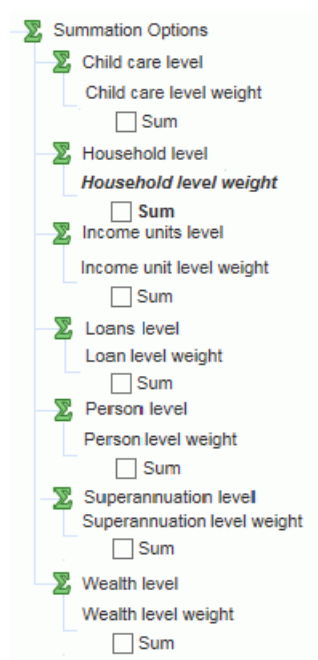 Summation Options
Child care level
Child care level weight
Sum
Household level
Household level weight
Sum
Income units level
Income unit level weight
Sum
Loans level
Loan level weight
Sum
Person level
Person level weight
Sum
Superannuation level
Superannuation level weight
Sum
Wealth level
Wealth level weight
Sum